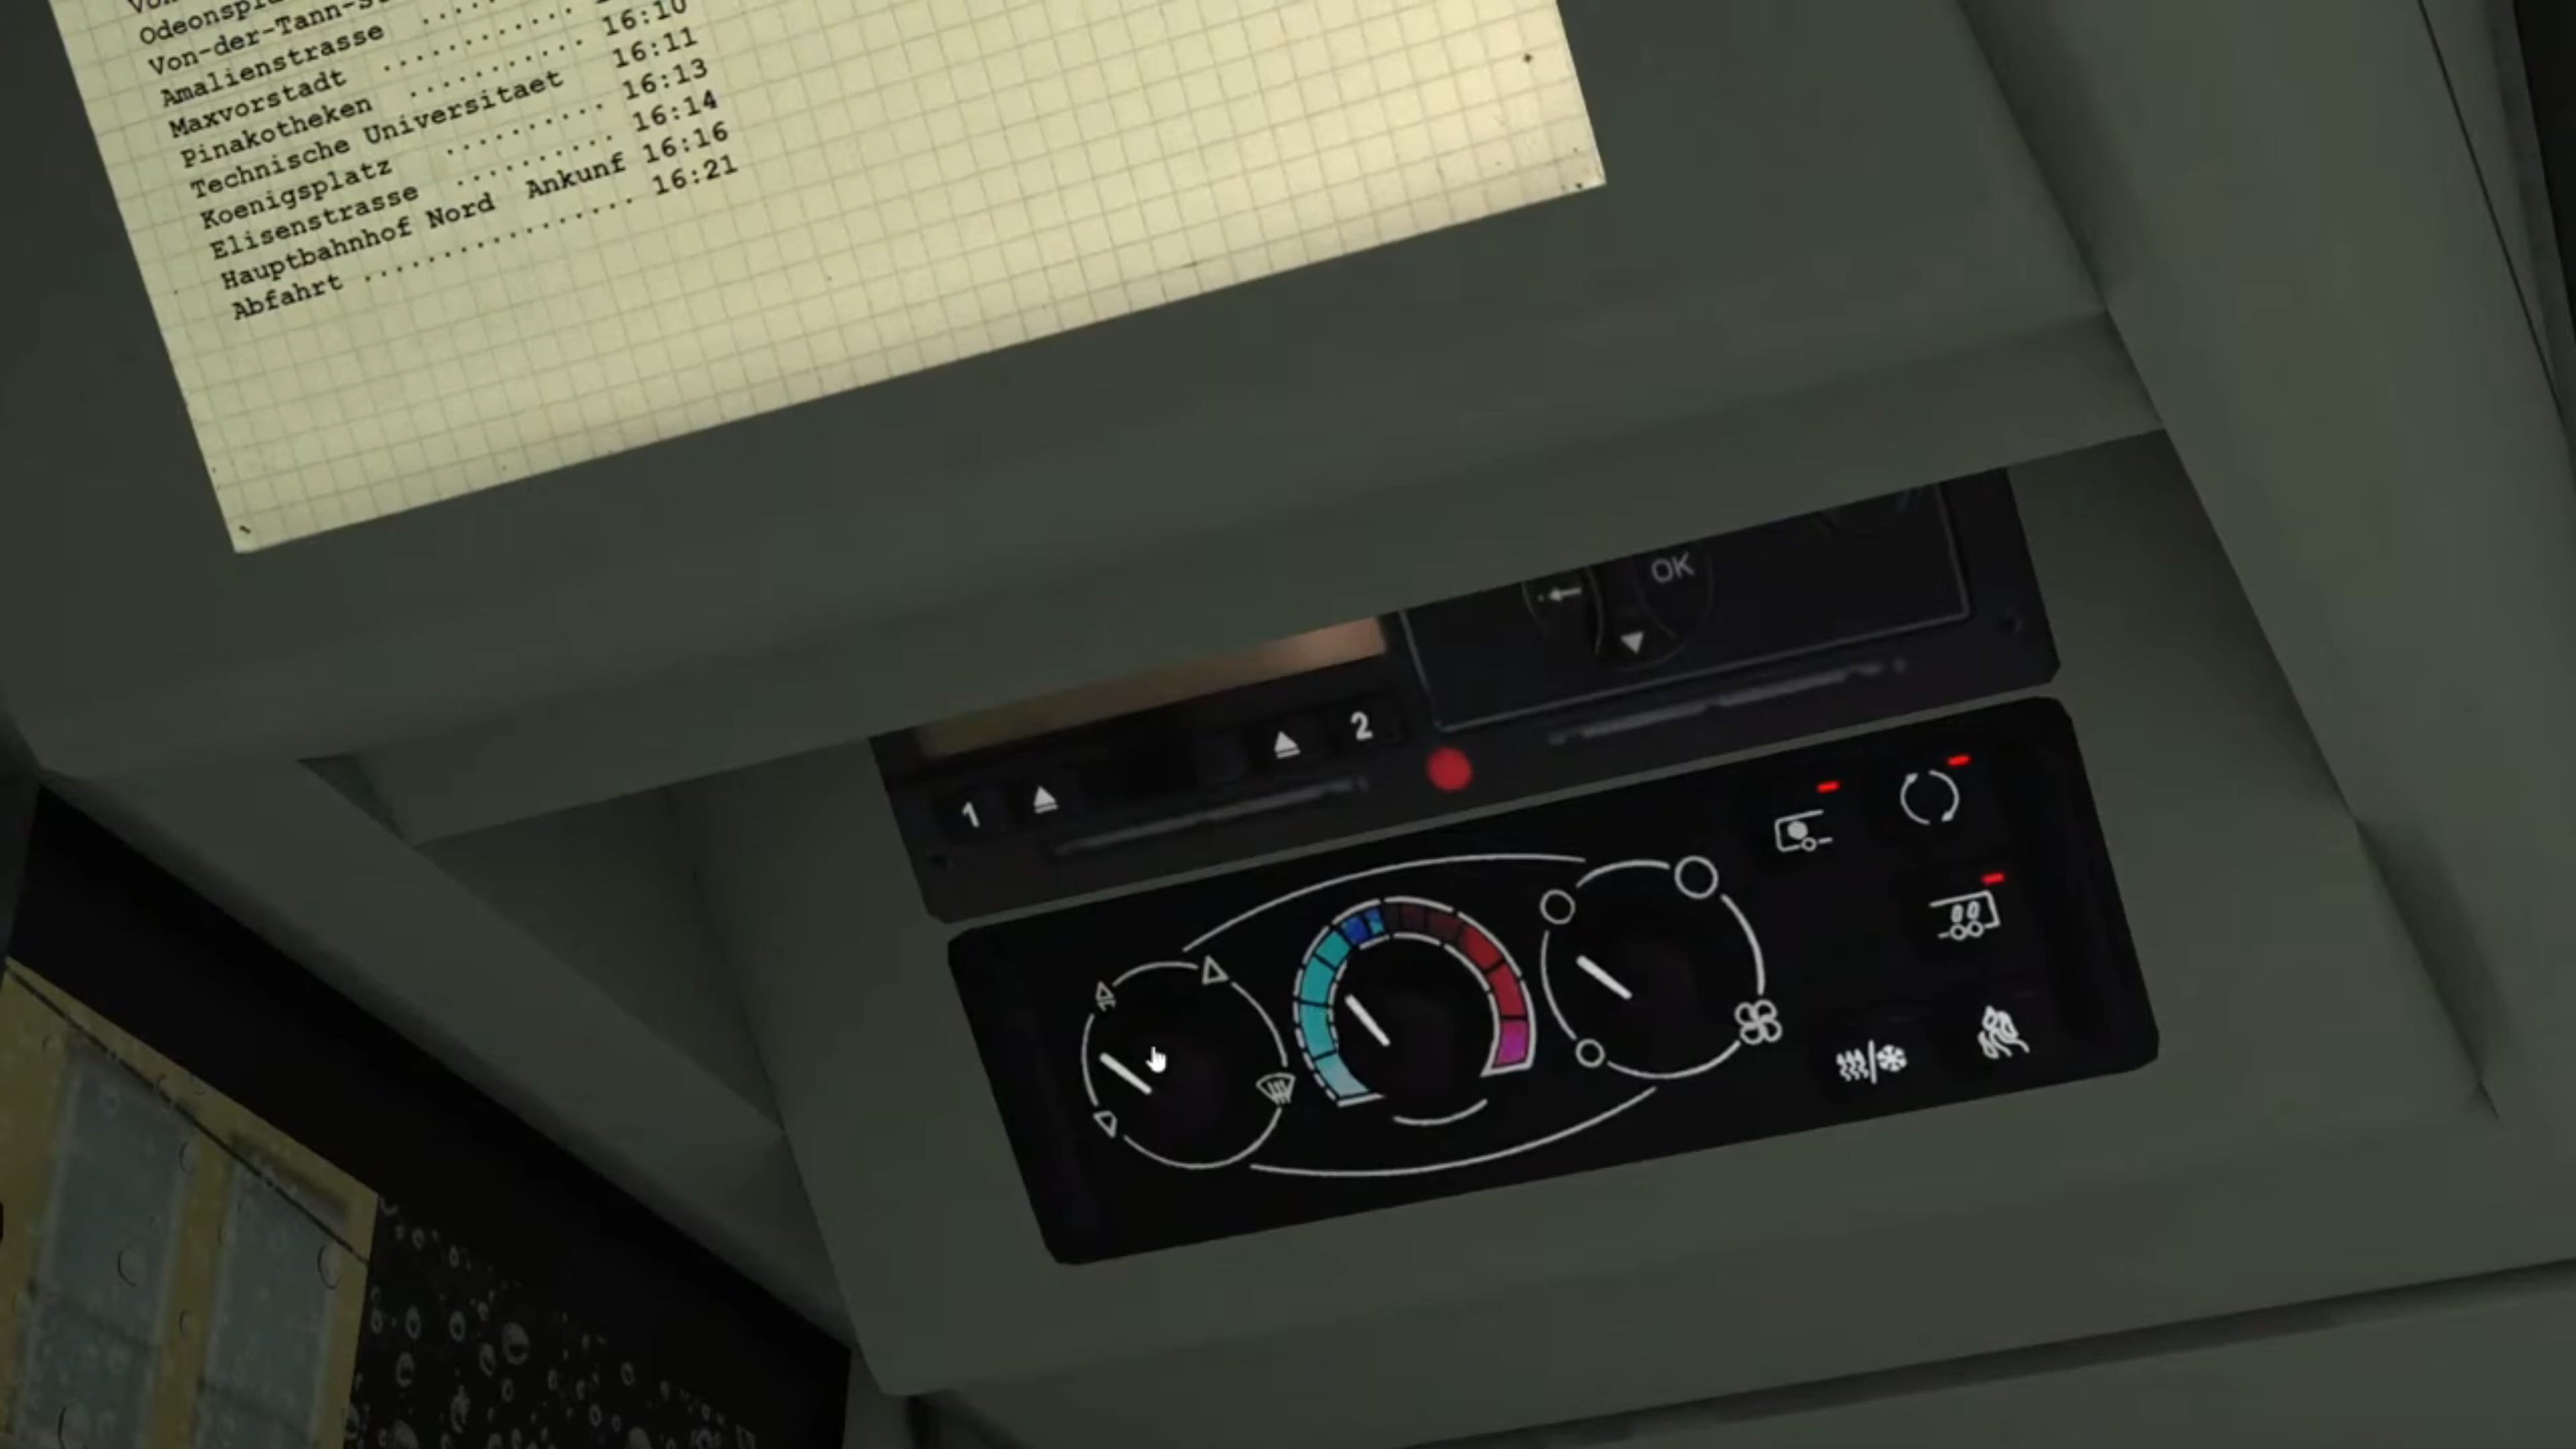 Odeonspl
Von-der-Tann-S
Amalienstrasse ......
Maxvorstadt ..........
Pinakotheken .......... 16:10
Technische Universitaet 16:11
Koenigsplatz .......... 16:13
Elisenstrasse .......... 16:14
Hauptbahnhof Nord Ankunf 16:16
Abfahrt ..................... 16:21
OK
1
2